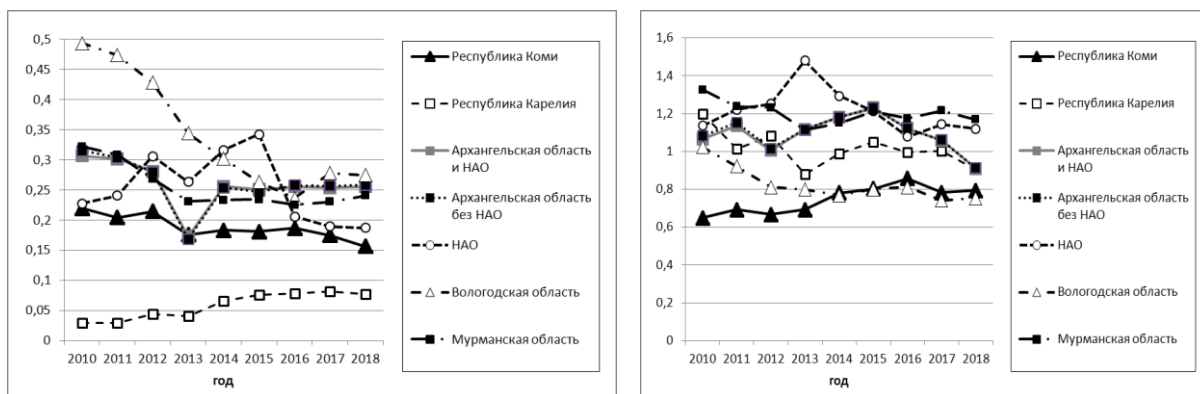 0,5
0,45
0,4
0,35
0,3
0,25
0,2
0,15
0,1
0,05
0
2010 2011 2012 2013 2014 2015 2016 2017 2018
год
Республика Коми
Республика Карелия
Архангельская область
и НАО
Архангельская область
без НАО
НАО
Вологодская область
Мурманская область
1,6
1,4
1,2
1
0,8
0,6
0,4
0,2
0
2010 2011 2012 2013 2014 2015 2016 2017 2018
год
Республика Коми
Республика Карелия
Архангельская область
и НАО
Архангельская область
без НАО
НАО
Вологодская область
Мурманская область